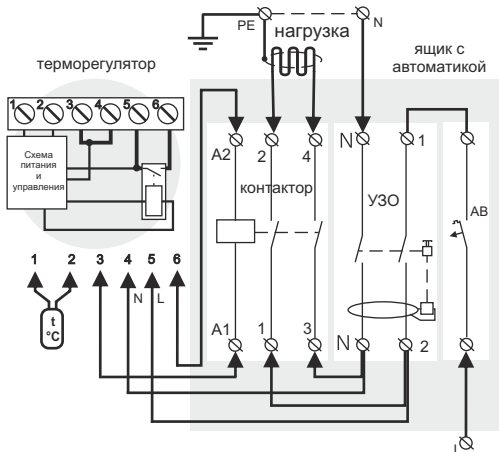 PE
N
нагрузка
ящик с
автоматикой
терморегулятор
1 2 3 4 5 6
Схема
питания
и
управления
A2 2 4 N 1
контактор
УЗО
АВ
1 2 3 4 5 6
N L
t
°C
A1 1 3 N 2
L